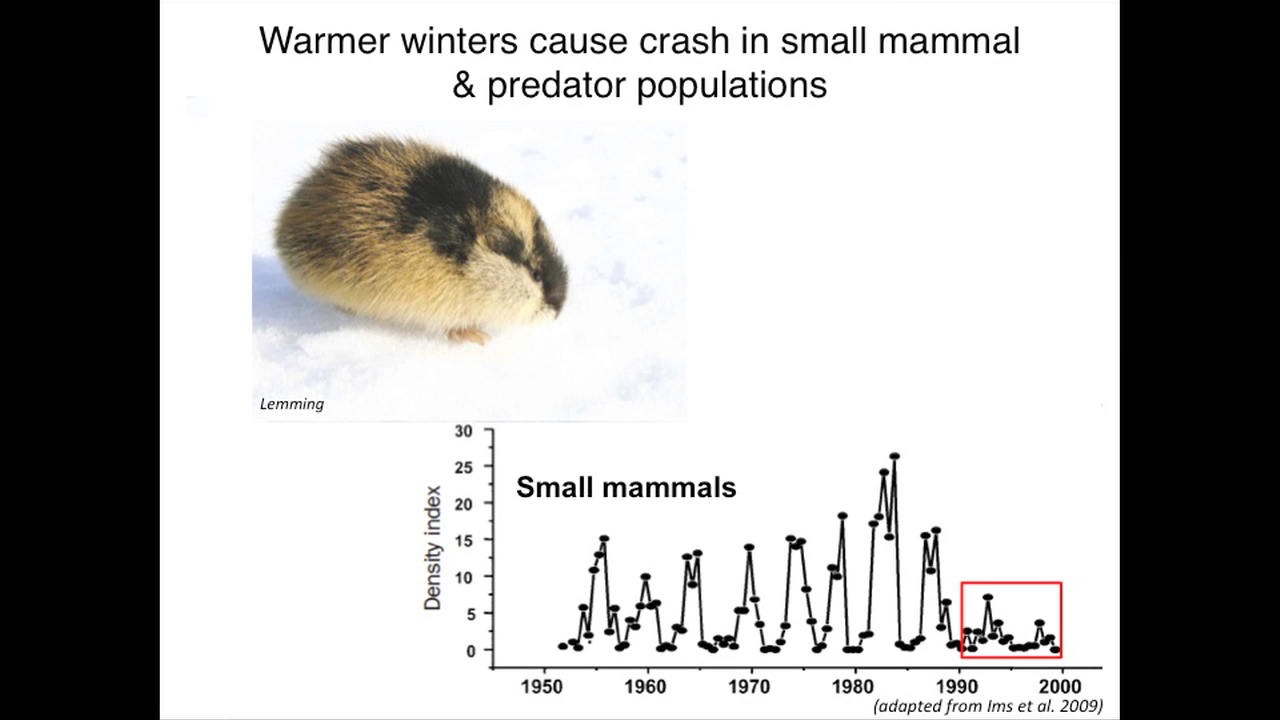 Warmer winters cause crash in small mammal
& predator populations
Lemming
Small mammals
Density index
30
25
20
15
10
5
0
1950 1960 1970 1980 1990 2000
(adapted from Ims et al. 2009)